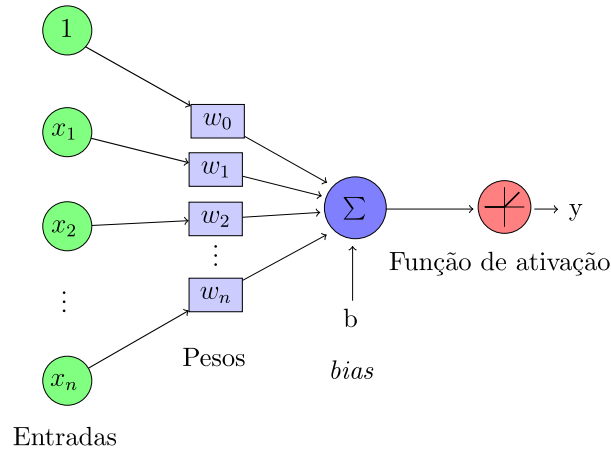 1
x₁
x₂
⋮
xₙ
Entradas
w₀
w₁
w₂
⋮
wₙ
Pesos
Σ
b
bias
Função de ativação
y